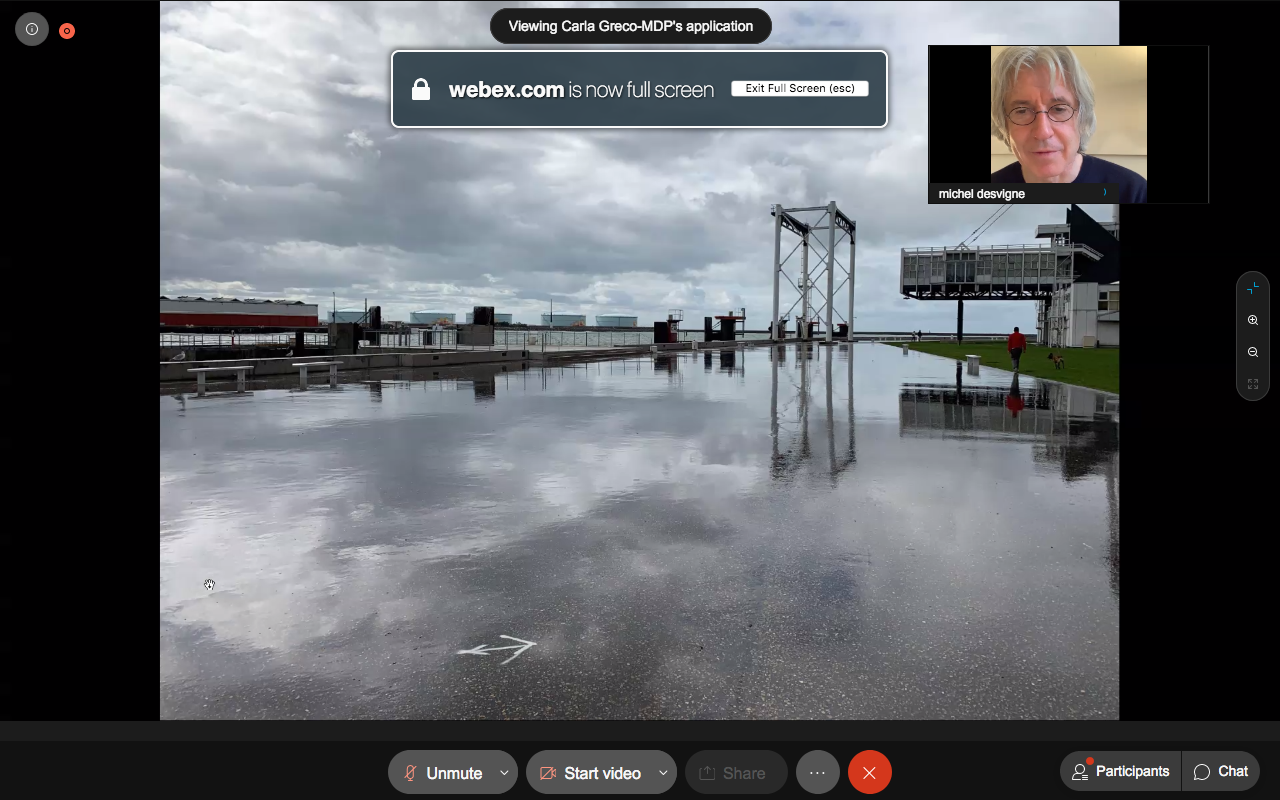 Viewing Carla Greco-MDP's application
webex.com is now full screen
Exit Full Screen (esc)
michel desvigne
Unmute
Start video
Share
Participants
Chat